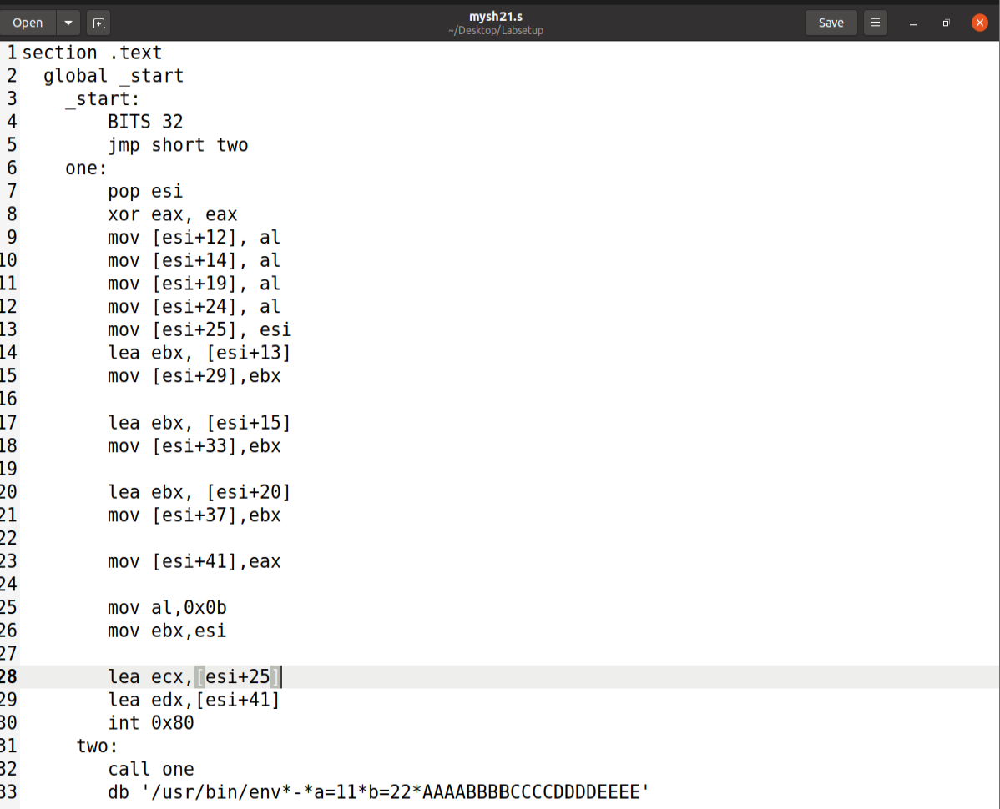 Open
mysh21.s
~/Desktop/Labsetup
Save
1 section .text
2   global _start
3     _start:
4         BITS 32
5         jmp short two
6     one:
7         pop esi
8         xor eax, eax
9         mov [esi+12], al
10         mov [esi+14], al
11         mov [esi+19], al
12         mov [esi+24], al
13         mov [esi+25], esi
14         lea ebx, [esi+13]
15         mov [esi+29],ebx
16
17         lea ebx, [esi+15]
18         mov [esi+33],ebx
19
20         lea ebx, [esi+20]
21         mov [esi+37],ebx
22
23         mov [esi+41],eax
24
25         mov al,0x0b
26         mov ebx,esi
27
28         lea ecx,[esi+25]
29         lea edx,[esi+41]
30         int 0x80
31      two:
32         call one
33         db '/usr/bin/env*-*a=11*b=22*AAAABBBBCCCCDDDDEEEE'